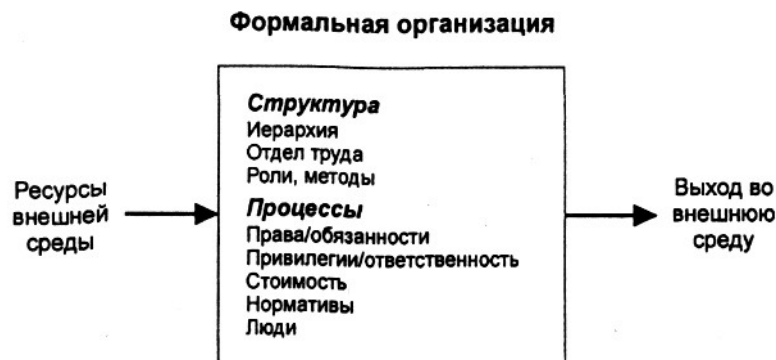 Формальная организация
Структура
Иерархия
Отдел труда
Роли, методы
Процессы
Права/обязанности
Привилегии/ответственность
Стоимость
Нормативы
Люди
Ресурсы
внешней
среды
Выход во
внешнюю
среду